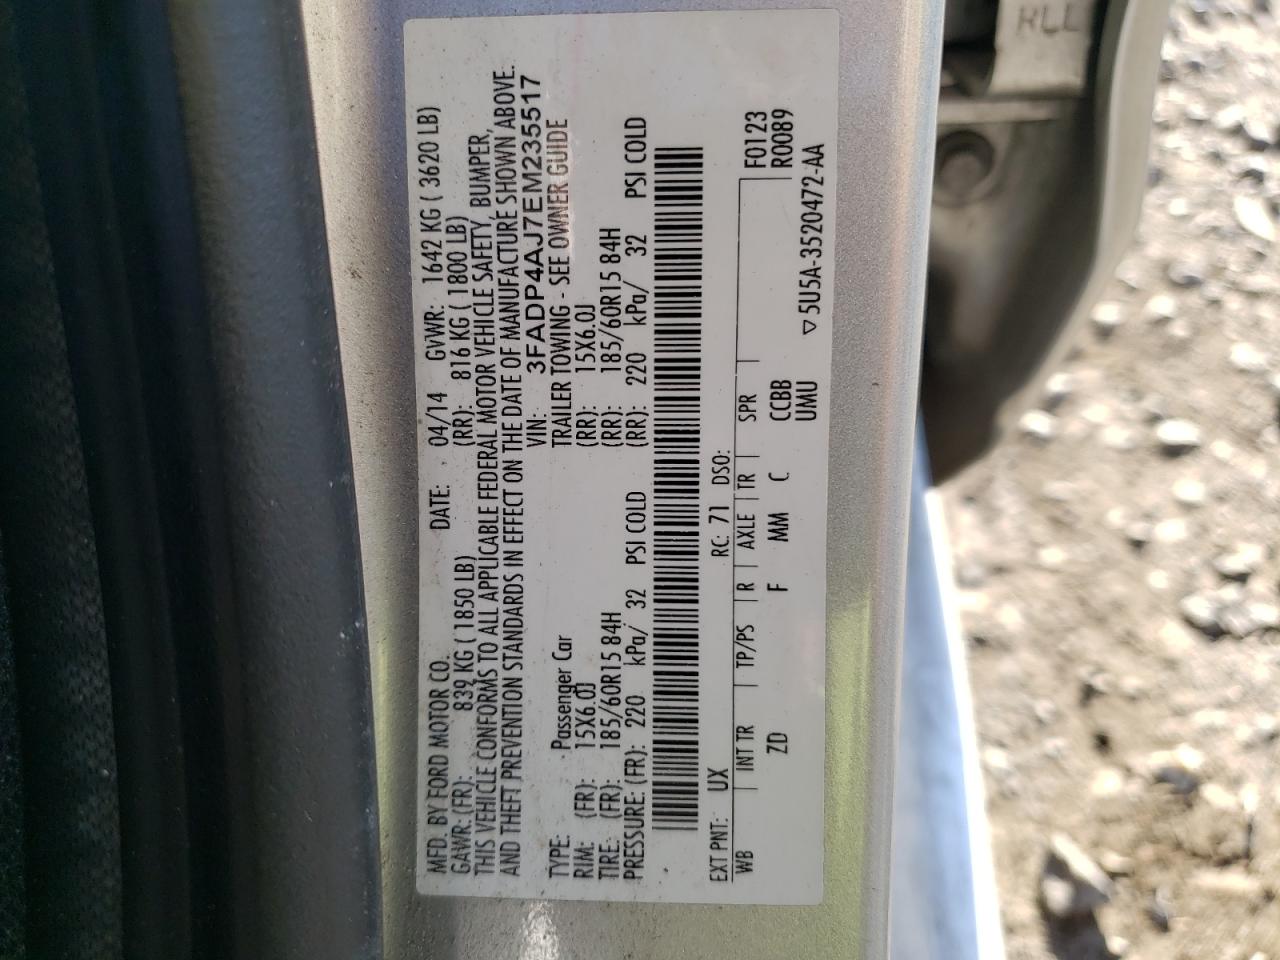 MFD. BY FORD MOTOR CO. DATE: 04/14 GVWR: 1642 KG ( 3620 LB)
GAWR: (FR): 839 KG ( 1850 LB) (RR): 816 KG ( 1800 LB)
THIS VEHICLE CONFORMS TO ALL APPLICABLE FEDERAL MOTOR VEHICLE SAFETY, BUMPER,
AND THEFT PREVENTION STANDARDS IN EFFECT ON THE DATE OF MANUFACTURE SHOWN ABOVE.
VIN: 3FADP4AJ7EM235517
TYPE: Passenger Car TRAILER TOWING - SEE OWNER GUIDE
RIM: (FR): 15X6.0J (RR): 15X6.0J
TIRE: (FR): 185/60R15 84H (RR): 185/60R15 84H
PRESSURE: (FR): 220 kPa/ 32 PSI COLD (RR): 220 kPa/ 32 PSI COLD
EXT PNT: UX RC: 71 DSO:
WB INT TR TP/PS R AXLE TR SPR F0123
ZD F MM C CCBB R0089
UMU ▽5U5A-3520472-AA